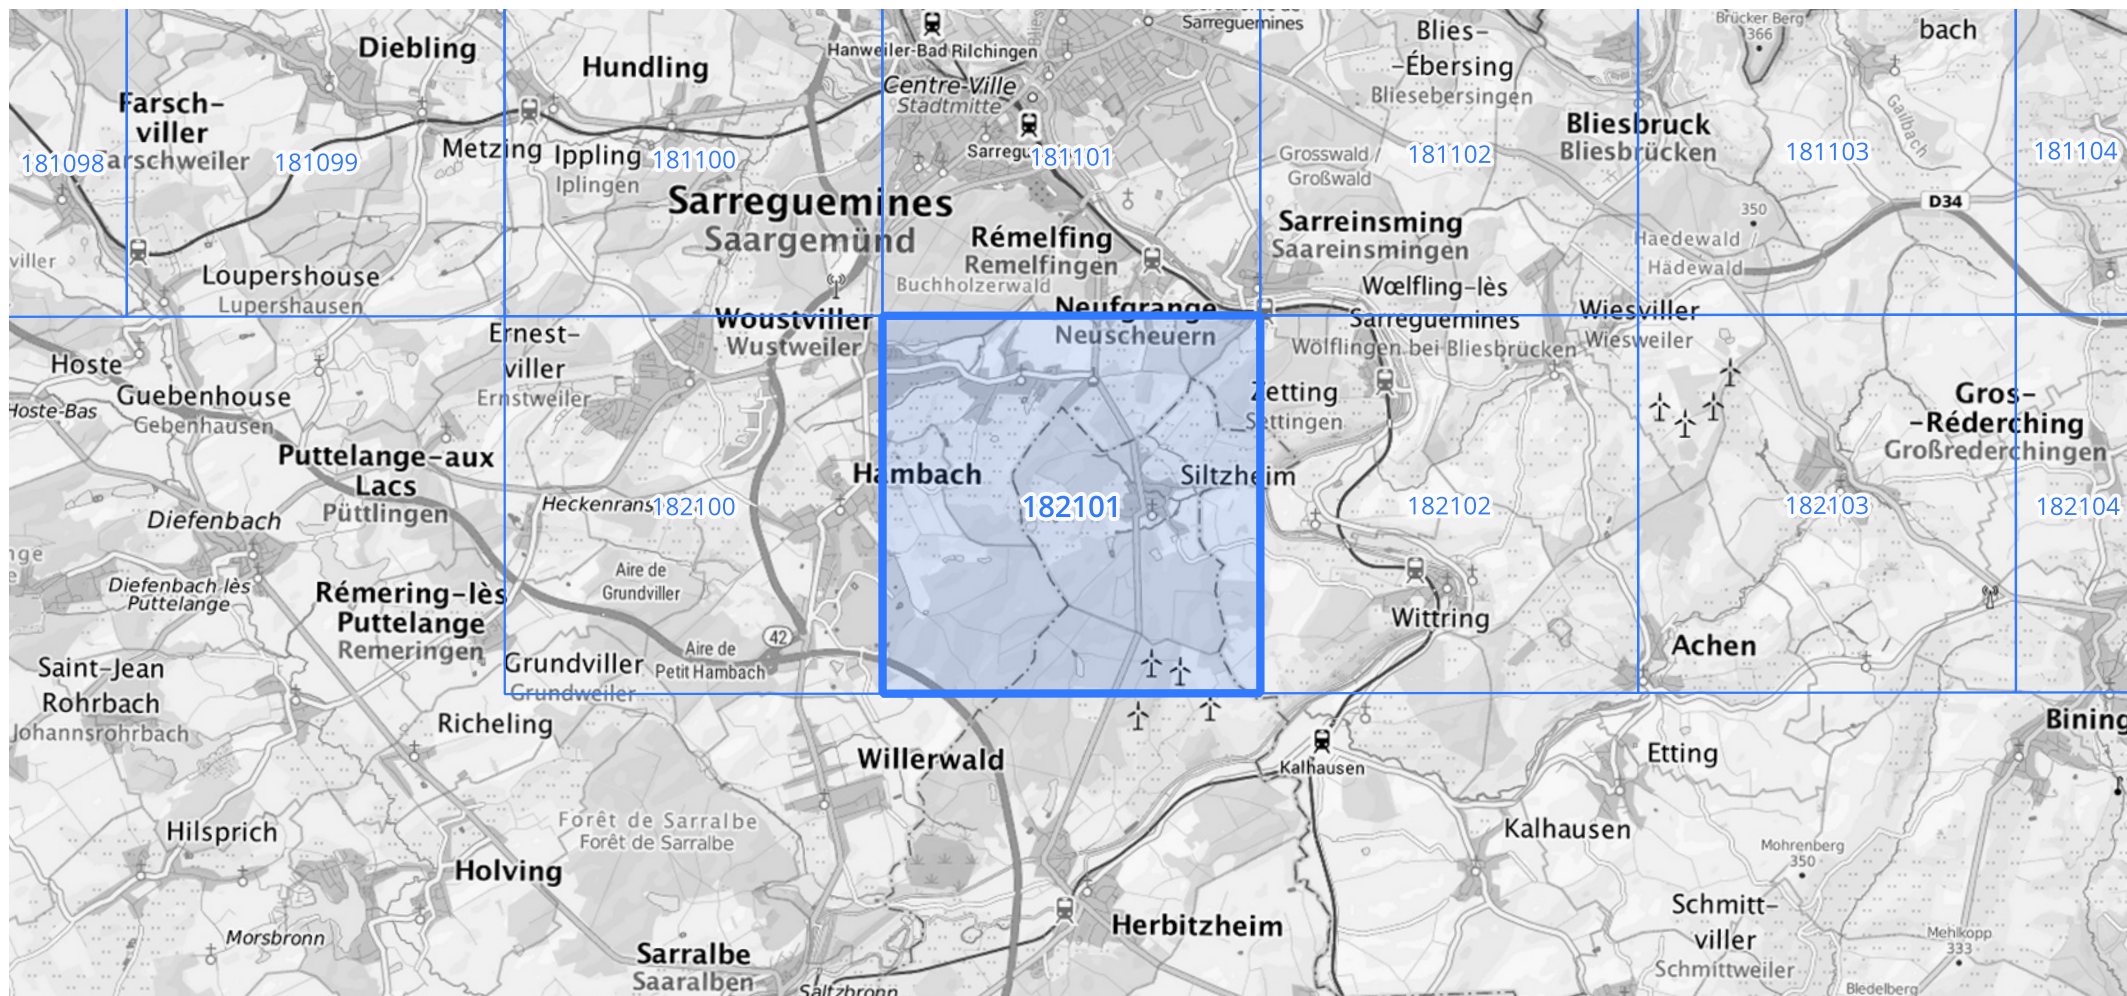 Sarreguemines
Brücker Berg
366
bach
Diebling
Hundling
Hanweiler-Bad Rilchingen
Blies-
-Ébersing
Bliesebersingen
Centre-Ville
Stadtmitte
Farsch-
viller
Farschweiler
Metzing
Ippling
Iplingen
Bliesbruck
Bliesbrücken
Gailbach
181098
181099
181100
181101
181102
181103
181104
Grosswald /
Großwald
Sarreguemines
Saargemünd
350
D34
Rémelfing
Remelfingen
Sarreinsming
Saareinsmingen
Haedewald /
Hädewald
viller
Loupershouse
Lupershausen
Buchholzerwald
Wœlfling-lès
Sarreguemines
Wölflingen bei Bliesbrücken
Neufgrange
Neuscheuern
Woustviller
Wustweiler
Wiesviller
Wiesweiler
Ernest-
viller
Ernstweiler
Hoste
Hoste-Bas
Guebenhouse
Gebenhausen
Zetting
Settingen
Gros-
-Réderching
Großrederchingen
Puttelange-aux
Lacs
Püttlingen
Hambach
Siltzheim
Heckenrans
182100
182101
182102
182103
182104
Diefenbach
Diefenbach lès
Puttelange
Rémering-lès
Puttelange
Remeringen
Aire de
Grundviller
Wittring
42
Aire de
Petit Hambach
Achen
Grundviller
Grundweiler
Saint-Jean
Rohrbach
Johannsrohrbach
Richeling
Bining
Willerwald
Etting
Kalhausen
Hilsprich
Forêt de Sarralbe
Forêt de Sarralbe
Kalhausen
Mohrenberg
350
Holving
Schmitt-
viller
Schmittweiler
Herbitzheim
Morsbronn
Mehlkopp
333
Sarralbe
Saaralben
Saltzbronn
Bledelberg